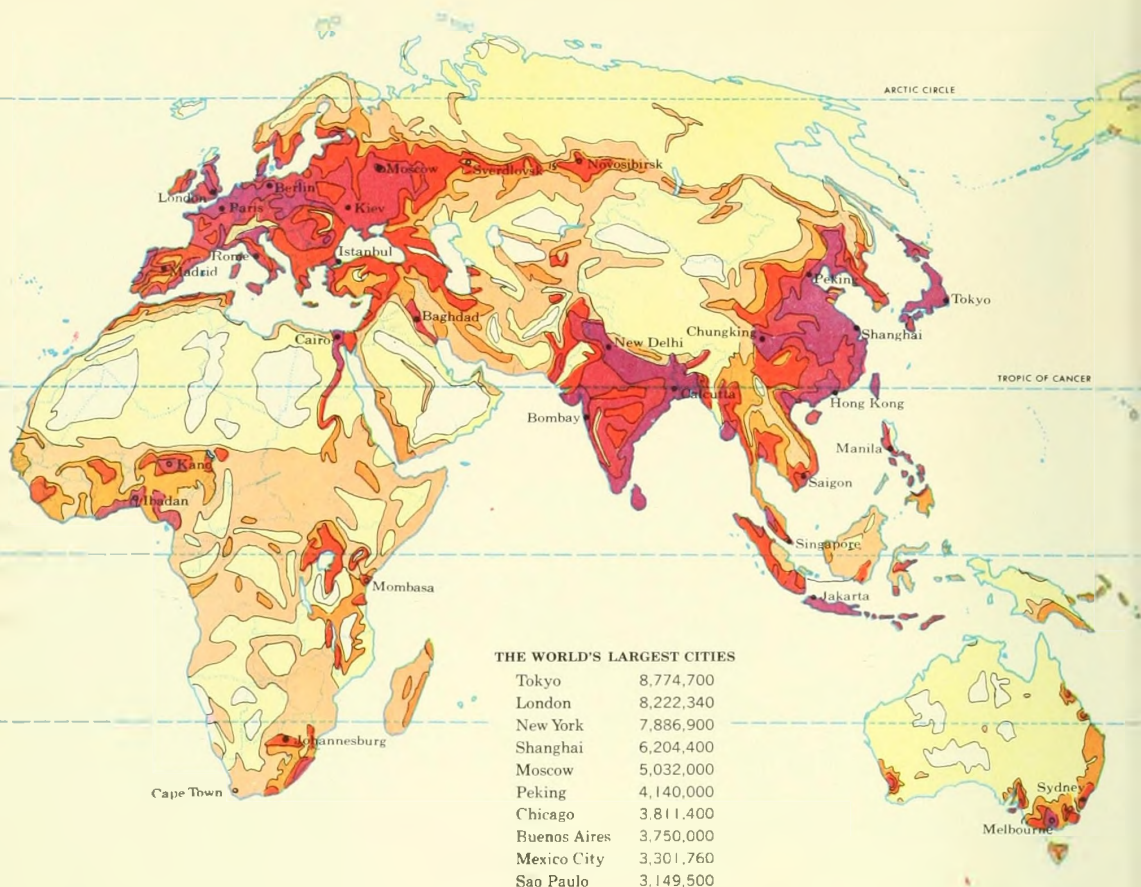 ARCTIC CIRCLE
Moscow
Sverdlovsk
Novosibirsk
London
Berlin
Paris
Kiev
Rome
Istanbul
Madrid
Peking
Tokyo
Baghdad
Cairo
New Delhi
Chungking
Shanghai
TROPIC OF CANCER
Calcutta
Hong Kong
Bombay
Manila
Kano
Saigon
Ibadan
Singapore
Mombasa
Jakarta
THE WORLD'S LARGEST CITIES
Tokyo 8,774,700
London 8,222,340
New York 7,886,900
Shanghai 6,204,400
Moscow 5,032,000
Peking 4,140,000
Chicago 3,811,400
Buenos Aires 3,750,000
Mexico City 3,301,760
Sao Paulo 3,149,500
Johannesburg
Cape Town
Sydney
Melbourne